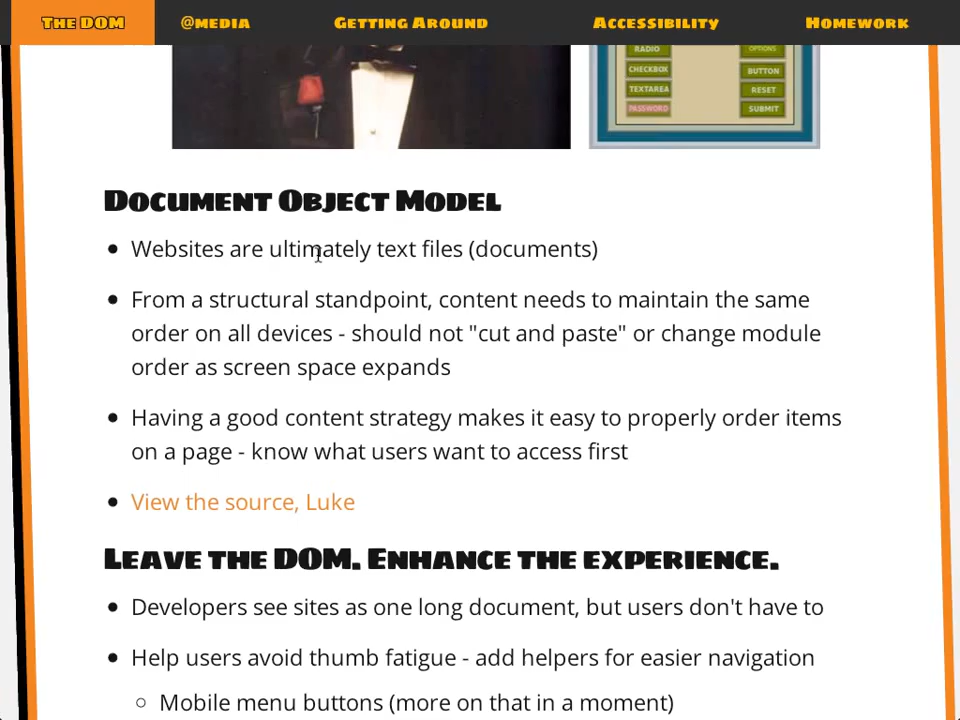 The DOM
@media
Getting Around
Accessibility
Homework
RADIO
OPTIONS
CHECKBOX
BUTTON
TEXTAREA
RESET
PASSWORD
SUBMIT
Document Object Model
Websites are ultimately text files (documents)
From a structural standpoint, content needs to maintain the same
order on all devices - should not "cut and paste" or change module
order as screen space expands
Having a good content strategy makes it easy to properly order items
on a page - know what users want to access first
View the source, Luke
Leave the DOM. Enhance the experience.
Developers see sites as one long document, but users don't have to
Help users avoid thumb fatigue - add helpers for easier navigation
Mobile menu buttons (more on that in a moment)